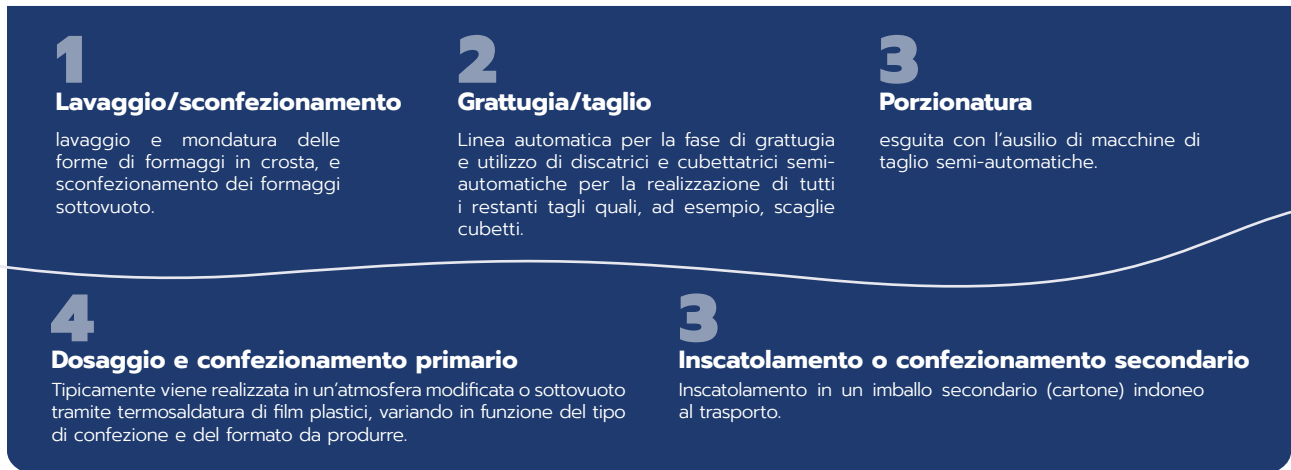 1
Lavaggio/sconfezionamento
lavaggio e mondatura delle
forme di formaggi in crosta, e
sconfezionamento dei formaggi
sottovuoto.
2
Grattugia/taglio
Linea automatica per la fase di grattugia
e utilizzo di discatrici e cubettatrici semi-
automatiche per la realizzazione di tutti
i restanti tagli quali, ad esempio, scaglie
cubetti.
3
Porzionatura
esguita con l'ausilio di macchine di
taglio semi-automatiche.
4
Dosaggio e confezionamento primario
Tipicamente viene realizzata in un'atmosfera modificata o sottovuoto
tramite termosaldatura di film plastici, variando in funzione del tipo
di confezione e del formato da produrre.
3
Inscatolamento o confezionamento secondario
Inscatolamento in un imballo secondario (cartone) indoneo
al trasporto.